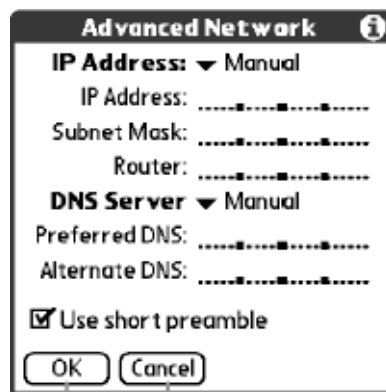 Advanced Network
IP Address: Manual
IP Address:
Subnet Mask:
Router:
DNS Server Manual
Preferred DNS:
Alternate DNS:
Use short preamble
OK Cancel